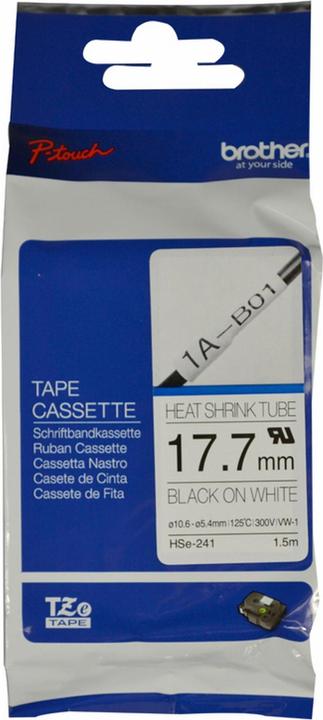 P-touch
brother
at your side
1A-B01
TAPE
CASSETTE
Schriftbandkassette
Ruban Cassette
Cassetta Nastro
Casete de Cinta
Cassete de Fita
HEAT SHRINK TUBE
17.7 mm
BLACK ON WHITE
ø10.6 - ø5.4mm | 125℃ | 300V / VW-1
HSe-241 1.5m
TZe
TAPE